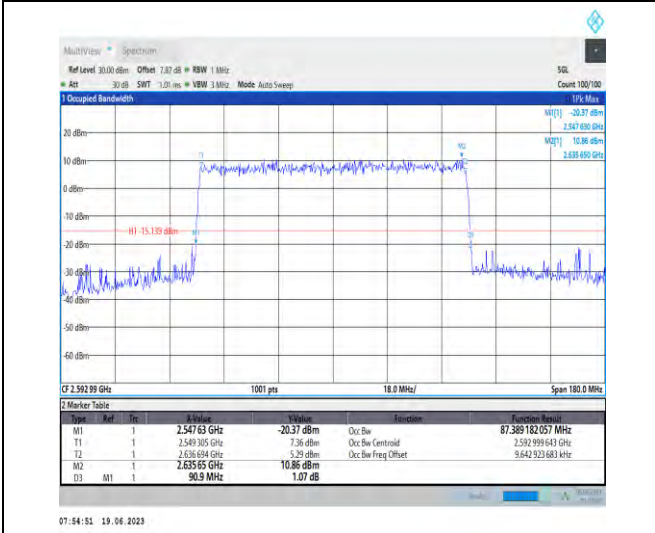 MultiView Spectrum
Ref Level 30.00 dBm Offset 7.87 dB RBW 1 MHz SGL
Att 30 dB SWT 1.01 ms VBW 3 MHz Mode Auto Sweep Count 100/100
1 Occupied Bandwidth 1Pk Max
M1[1] -20.37 dBm
2.547 630 GHz
M2[1] 10.86 dBm
2.635 650 GHz
20 dBm
M2
T1
10 dBm
0 dBm
-10 dBm
H1 -15.139 dBm
M1
-20 dBm
-30 dBm
-40 dBm
-50 dBm
-60 dBm
CF 2.592 99 GHz 1001 pts 18.0 MHz/ Span 180.0 MHz
2 Marker Table
Type Ref Trc X-Value Y-Value Function Function Result
M1 1 2.547 63 GHz -20.37 dBm Occ Bw 87.389 182 057 MHz
T1 1 2.549 305 GHz 7.36 dBm Occ Bw Centroid 2.592 999 643 GHz
T2 1 2.636 694 GHz 5.29 dBm Occ Bw Freq Offset 9.642 923 683 kHz
M2 1 2.635 65 GHz 10.86 dBm
D3 M1 1 90.9 MHz 1.07 dB
07:54:51 19.06.2023